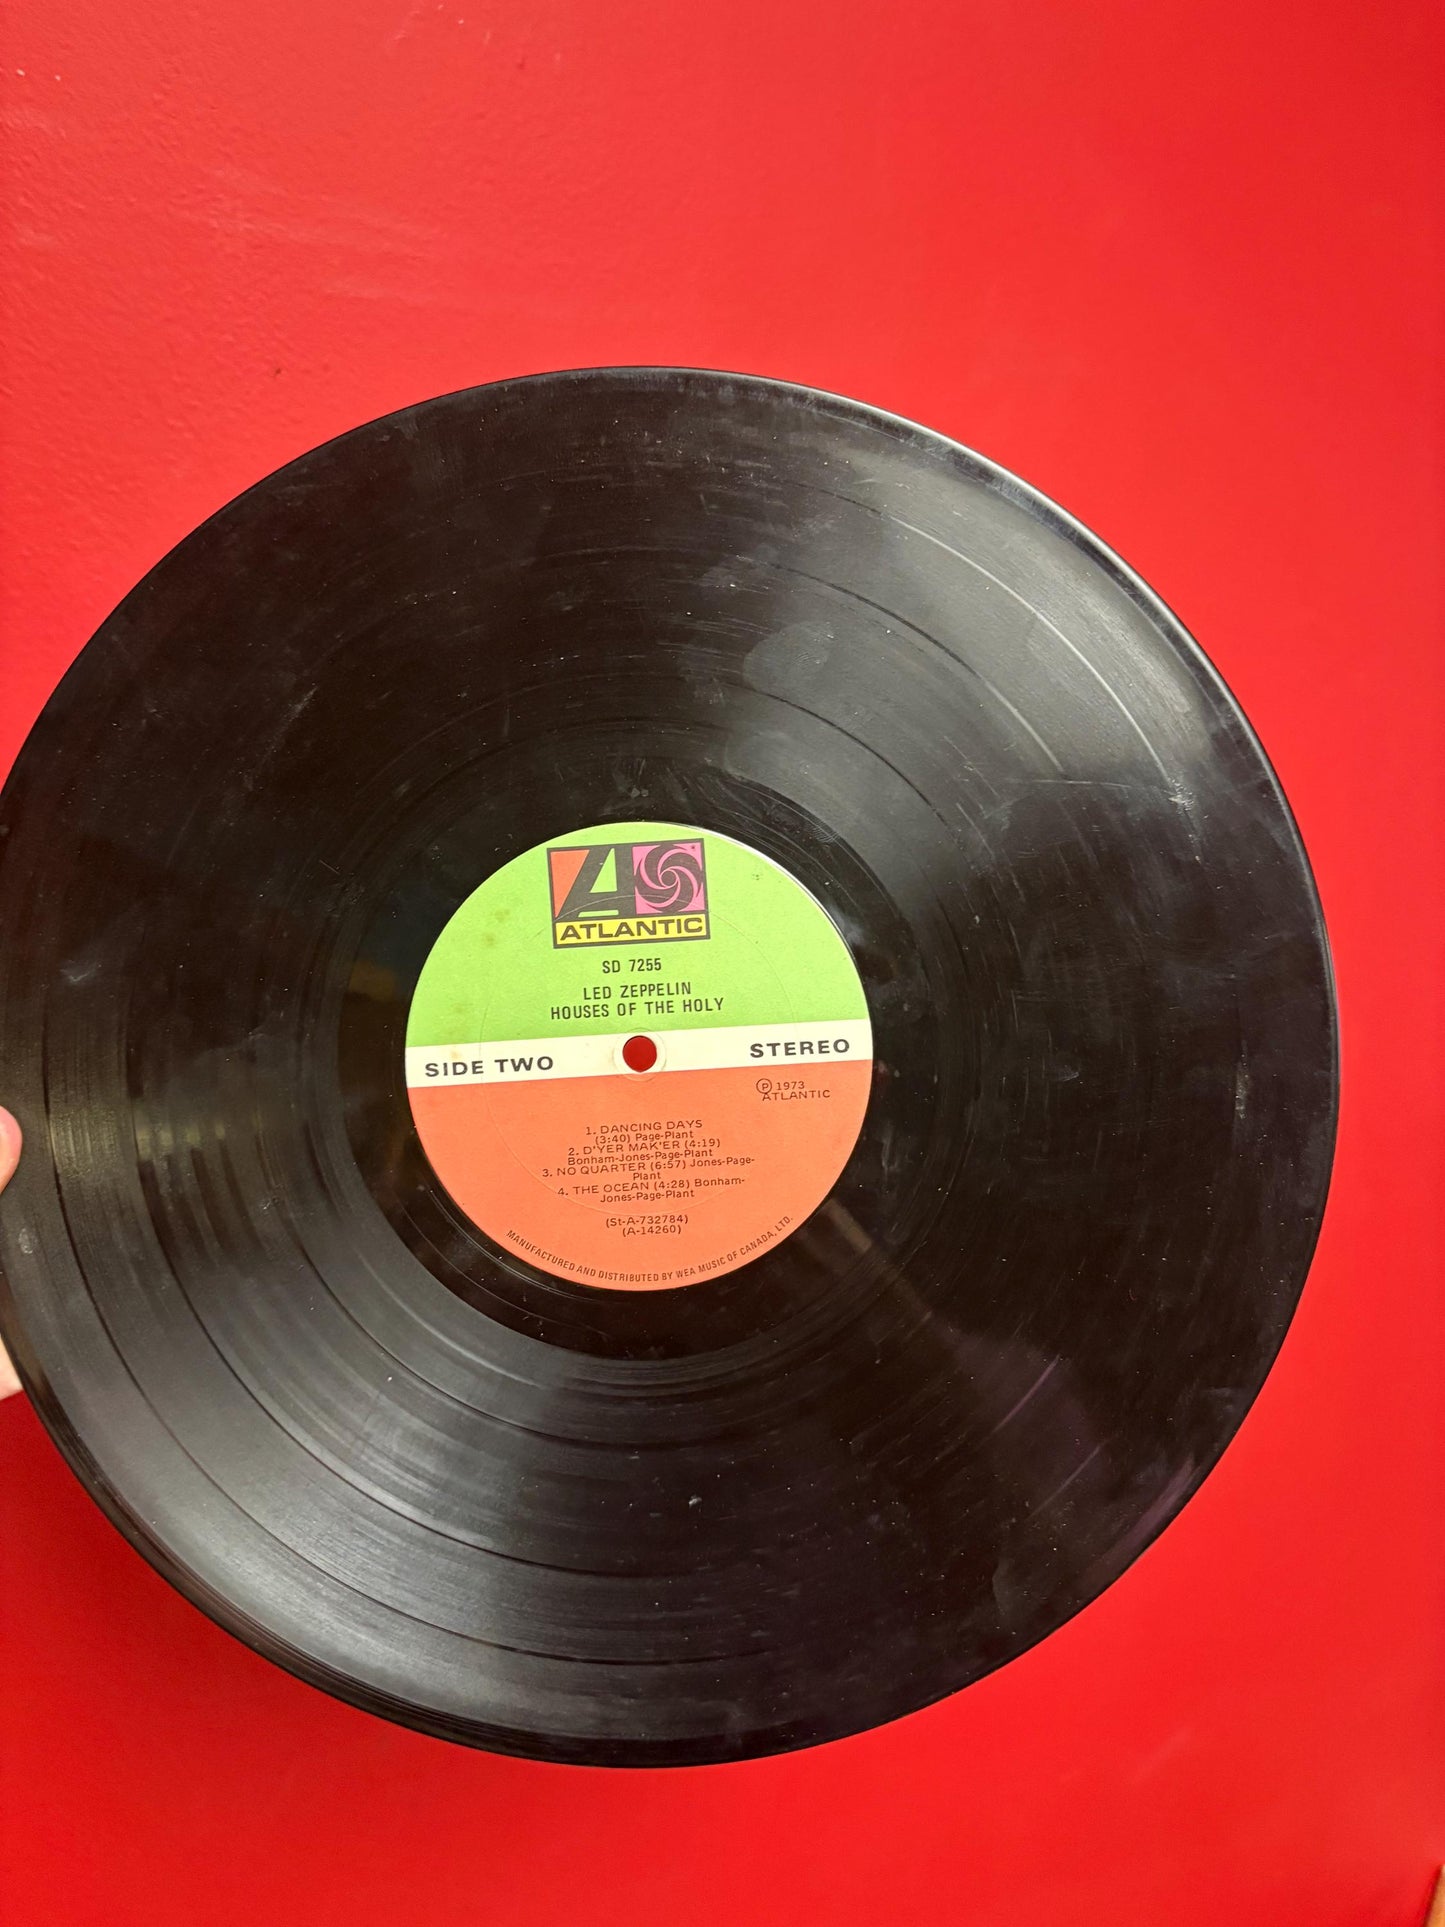 ATLANTIC
SD 7255
LED ZEPPELIN
HOUSES OF THE HOLY
SIDE TWO
STEREO
Ⓟ 1973
ATLANTIC
1. DANCING DAYS
(3:40) Page-Plant
2. D'YER MAK'ER (4:19)
Bonham-Jones-Page-Plant
3. NO QUARTER (6:57) Jones-Page-
Plant
4. THE OCEAN (4:28) Bonham-
Jones-Page-Plant
(St-A-732784)
(A-14260)
MANUFACTURED AND DISTRIBUTED BY WEA MUSIC OF CANADA, LTD.